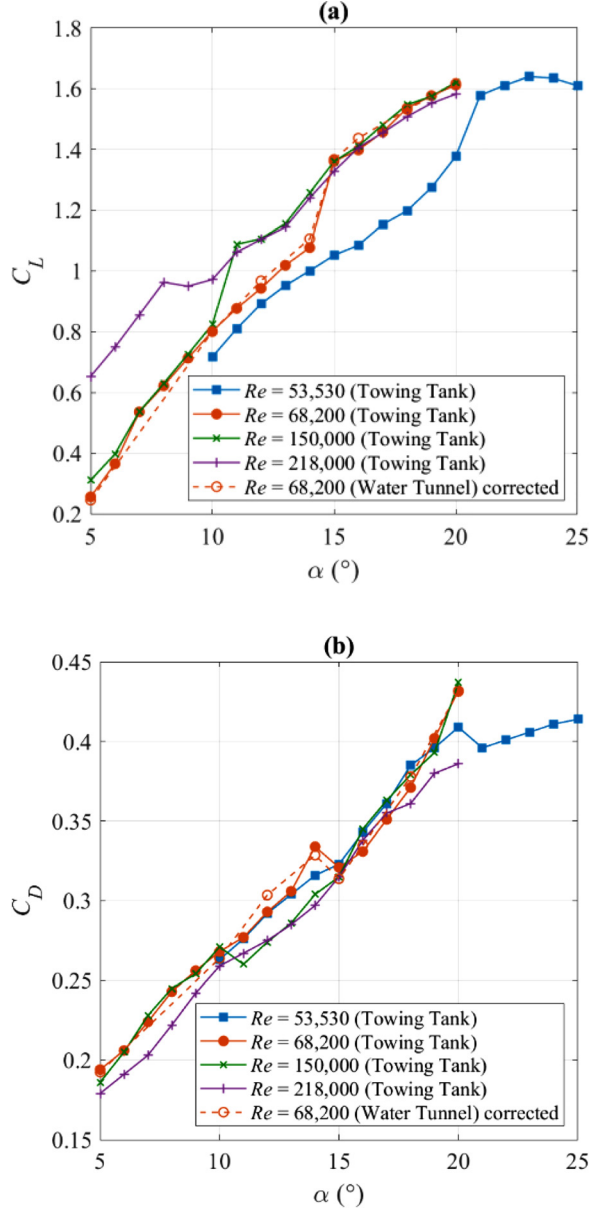 (a)
1.8
1.6
1.4
1.2
1
0.8
0.6
0.4
0.2
C_L
Re = 53,530 (Towing Tank)
Re = 68,200 (Towing Tank)
Re = 150,000 (Towing Tank)
Re = 218,000 (Towing Tank)
Re = 68,200 (Water Tunnel) corrected
5 10 15 20 25
α (°)
(b)
0.45
0.4
0.35
0.3
0.25
0.2
0.15
C_D
Re = 53,530 (Towing Tank)
Re = 68,200 (Towing Tank)
Re = 150,000 (Towing Tank)
Re = 218,000 (Towing Tank)
Re = 68,200 (Water Tunnel) corrected
5 10 15 20 25
α (°)